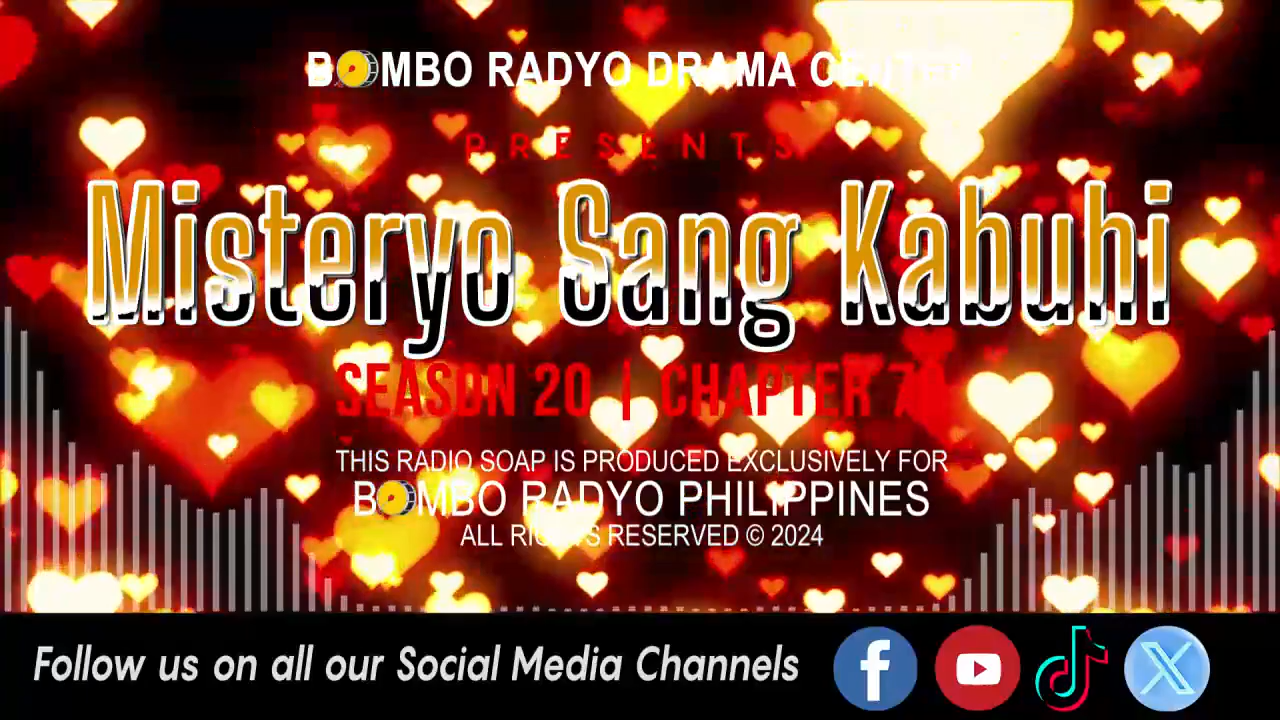 BOMBO RADYO DRAMA CENTER
PRESENTS
Misteryo Sang Kabuhi
SEASON 20 | CHAPTER
THIS RADIO SOAP IS PRODUCED EXCLUSIVELY FOR
BOMBO RADYO PHILIPPINES
ALL RIGHTS RESERVED © 2024
Follow us on all our Social Media Channels